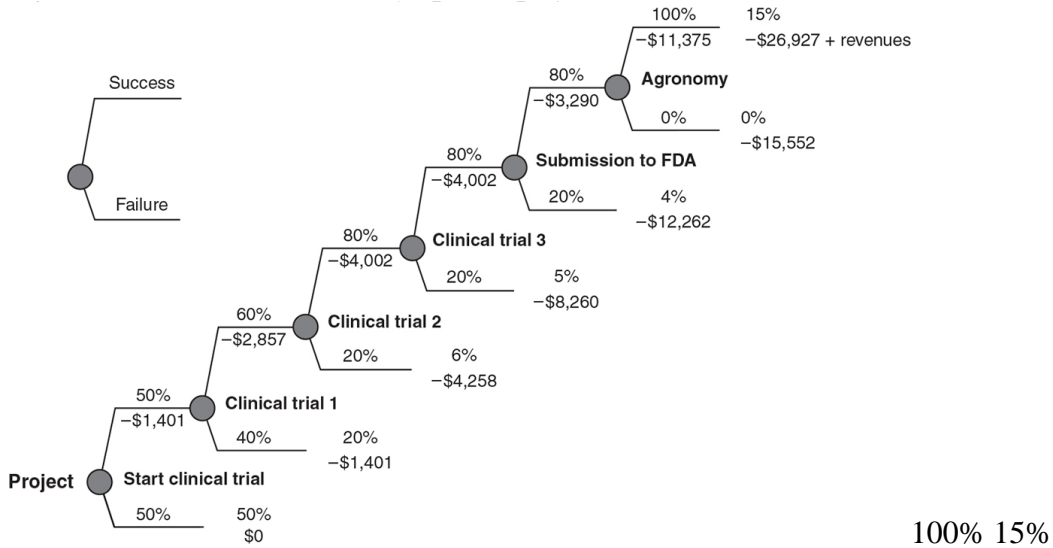 100% 15%
−$11,375 −$26,927 + revenues
80% Agronomy
−$3,290
0% 0%
−$15,552
Success
80% Submission to FDA
−$4,002
20% 4%
−$12,262
Failure
80% Clinical trial 3
−$4,002
20% 5%
−$8,260
60% Clinical trial 2
−$2,857
20% 6%
−$4,258
50% Clinical trial 1
−$1,401
40% 20%
−$1,401
Project Start clinical trial
50% 50%
$0
100% 15%